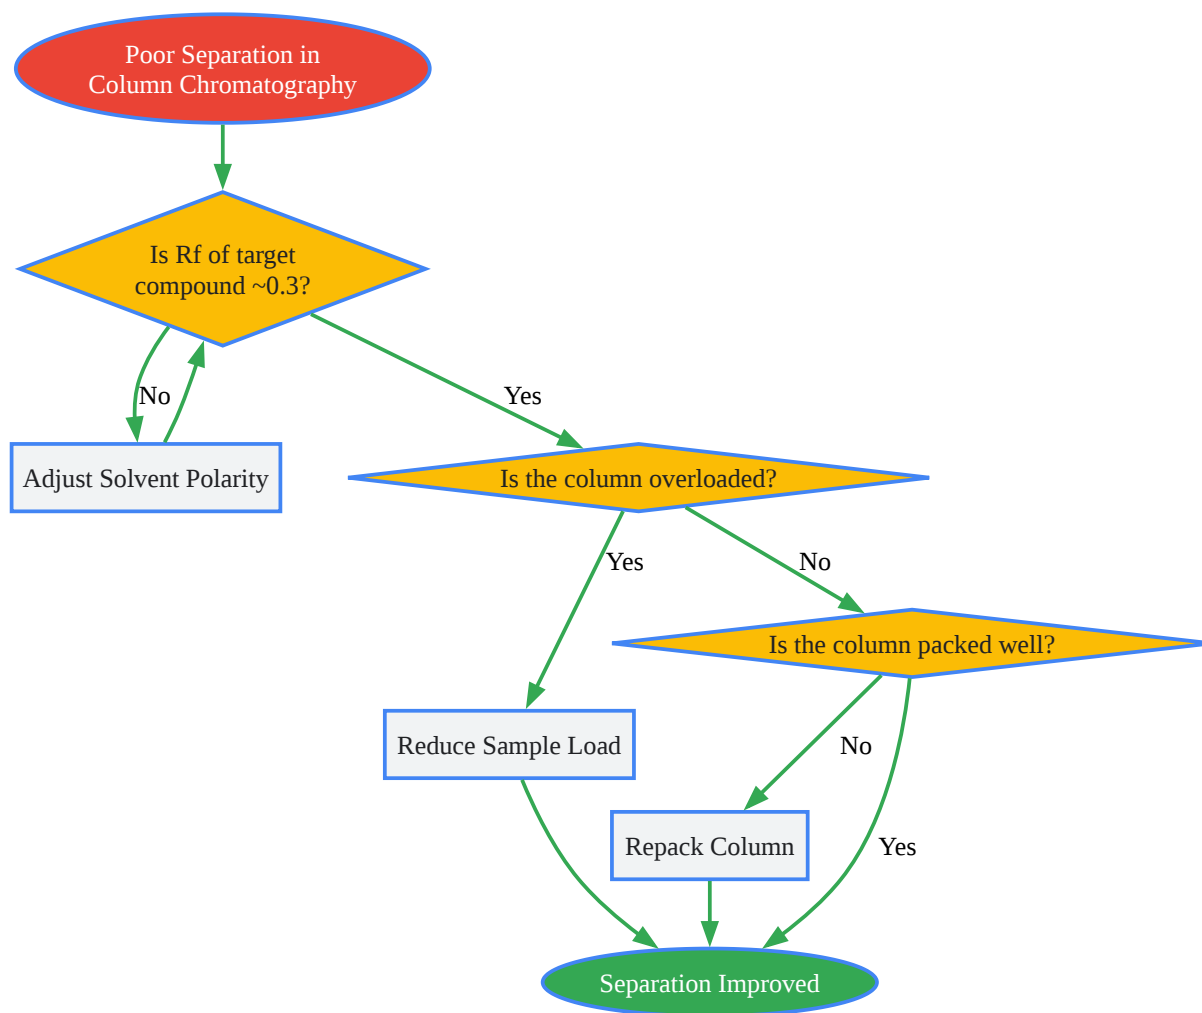 Poor Separation in
Column Chromatography
Is Rf of target
compound ~0.3?
No
Yes
Adjust Solvent Polarity
Is the column overloaded?
Yes
No
Is the column packed well?
Reduce Sample Load
No
Repack Column
Yes
Separation Improved